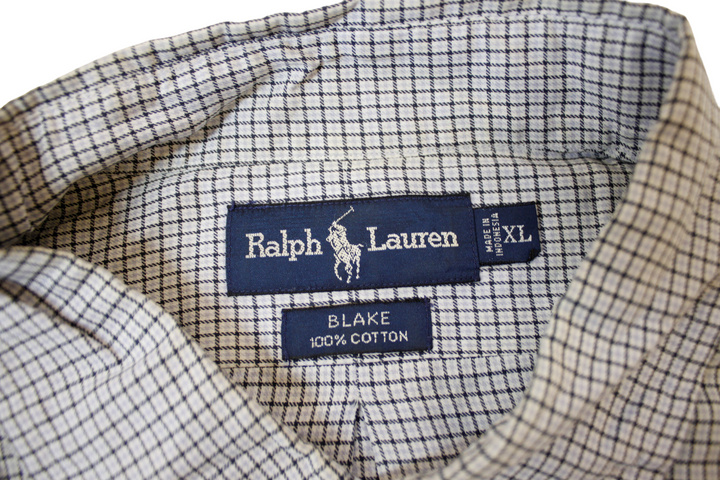 Ralph Lauren
MADE IN
INDONESIA
XL
BLAKE
100% COTTON